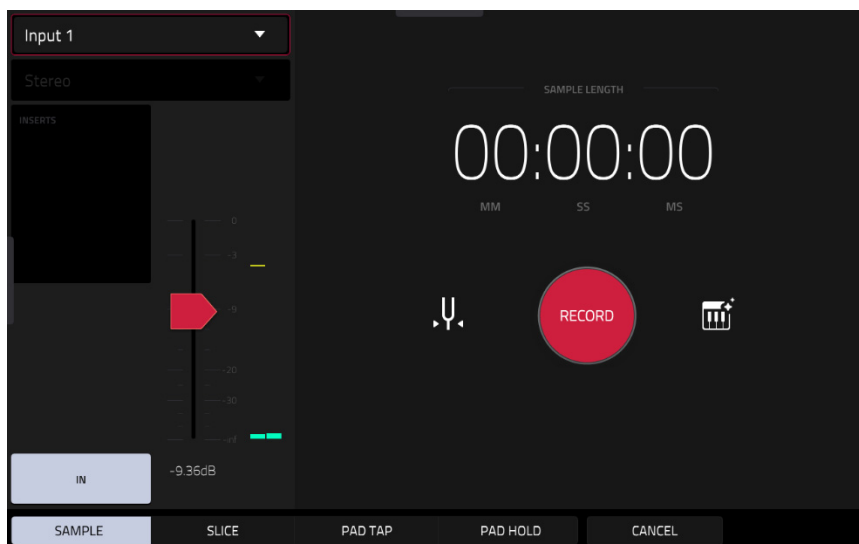 Input 1
Stereo
INSERTS
0
-3
-9
-20
-30
-inf
-9.36dB
IN
SAMPLE LENGTH
00:00:00
MM SS MS
RECORD
SAMPLE SLICE PAD TAP PAD HOLD CANCEL